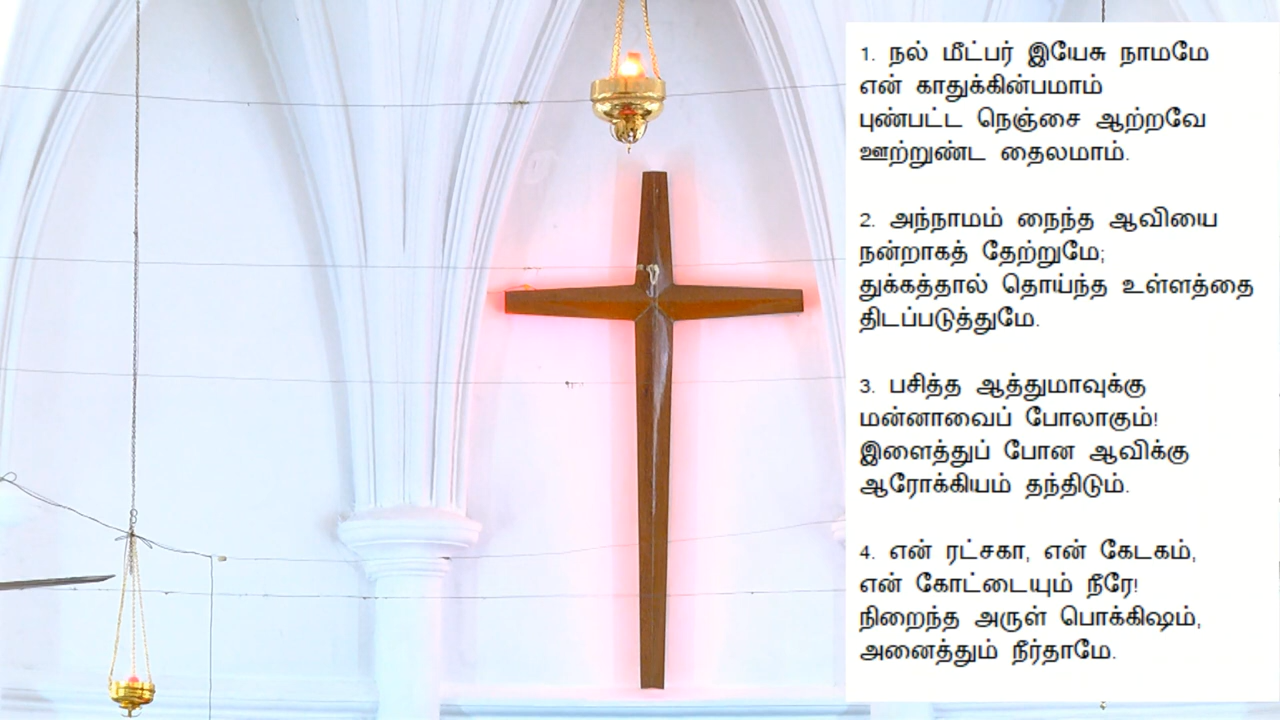 1. நல் மீட்பர் இயேசு நாமமே
என் காதுக்கின்பமாம்
புண்பட்ட நெஞ்சை ஆற்றவே
ஊற்றுண்ட தைலமாம்.
2. அந்நாமம் நைந்த ஆவியை
நன்றாகத் தேற்றுமே;
துக்கத்தால் தொய்ந்த உள்ளத்தை
திடப்படுத்துமே.
3. பசித்த ஆத்துமாவுக்கு
மன்னாவைப் போலாகும்!
இளைத்துப் போன ஆவிக்கு
ஆரோக்கியம் தந்திடும்.
4. என் ரட்சகா, என் கேடகம்,
என் கோட்டையும் நீரே!
நிறைந்த அருள் பொக்கிஷம்,
அனைத்தும் நீர்தாமே.